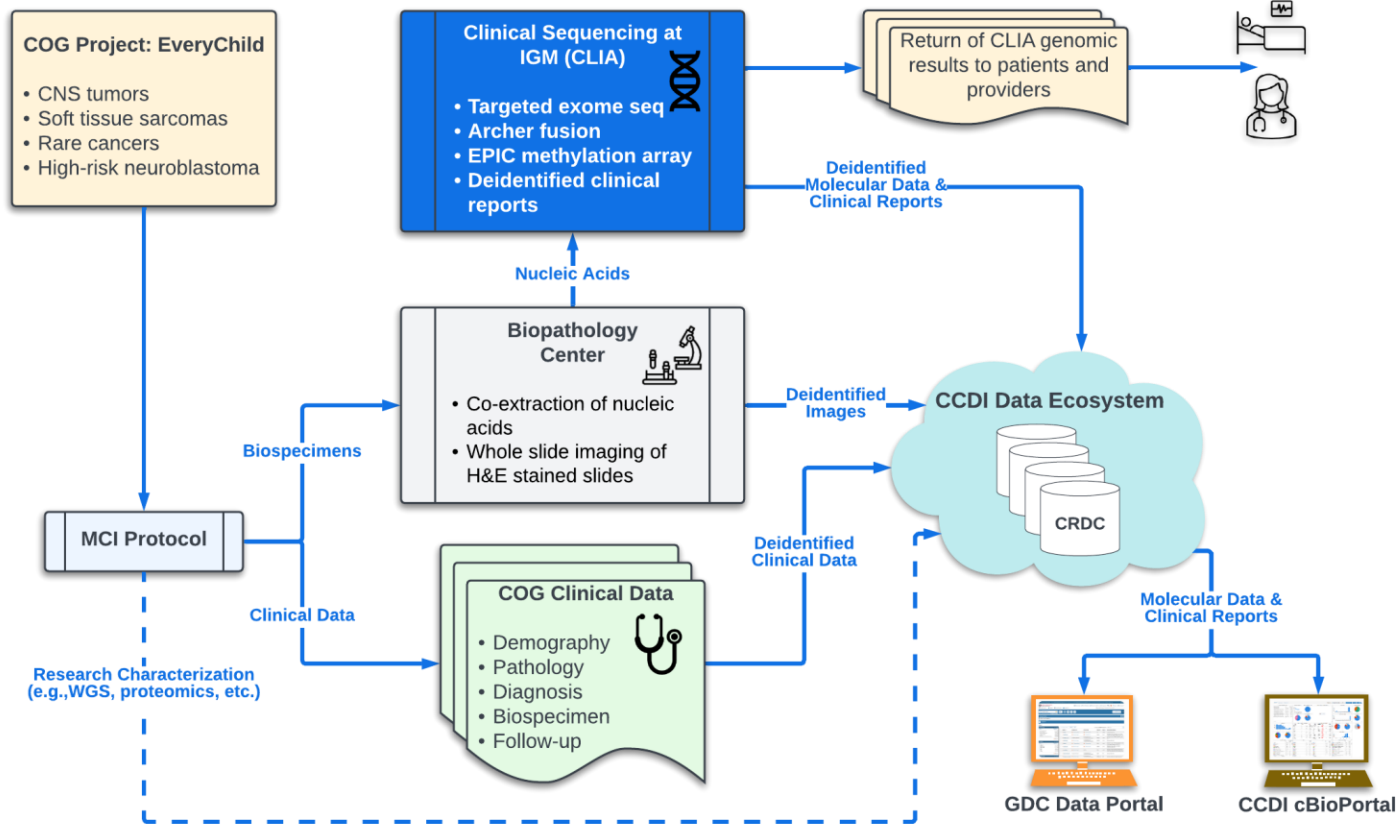 COG Project: EveryChild
• CNS tumors
• Soft tissue sarcomas
• Rare cancers
• High-risk neuroblastoma
Clinical Sequencing at
IGM (CLIA)
• Targeted exome seq
• Archer fusion
• EPIC methylation array
• Deidentified clinical
reports
Return of CLIA genomic
results to patients and
providers
Deidentified
Molecular Data &
Clinical Reports
Nucleic Acids
Biopathology
Center
• Co-extraction of nucleic
acids
• Whole slide imaging of
H&E stained slides
Deidentified
Images
CCDI Data Ecosystem
CRDC
Biospecimens
MCI Protocol
Clinical Data
COG Clinical Data
• Demography
• Pathology
• Diagnosis
• Biospecimen
• Follow-up
Deidentified
Clinical Data
Research Characterization
(e.g.,WGS, proteomics, etc.)
Molecular Data &
Clinical Reports
GDC Data Portal
CCDI cBioPortal